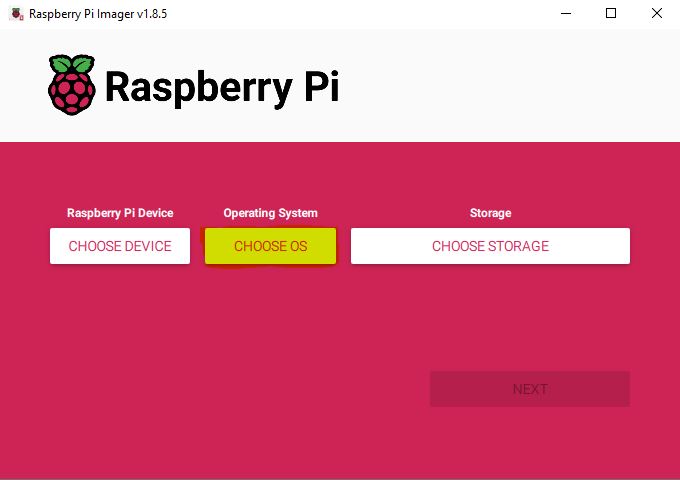 Raspberry Pi Imager v1.8.5
Raspberry Pi
Raspberry Pi Device
Operating System
Storage
CHOOSE DEVICE
CHOOSE OS
CHOOSE STORAGE
NEXT